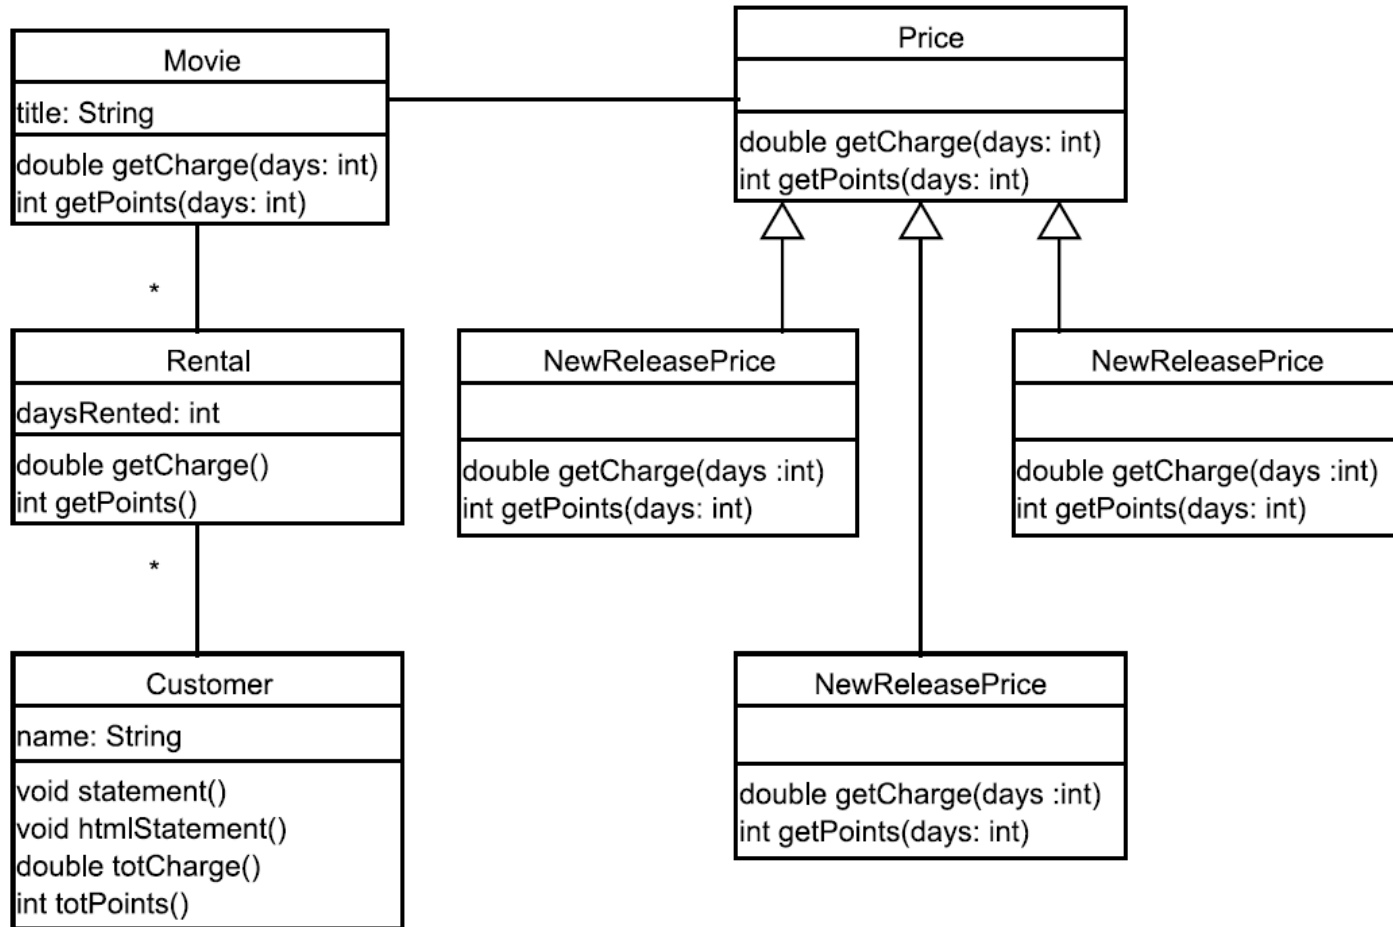 Movie
title: String
double getCharge(days: int)
int getPoints(days: int)
Price
double getCharge(days: int)
int getPoints(days: int)
*
Rental
daysRented: int
double getCharge()
int getPoints()
NewReleasePrice
double getCharge(days :int)
int getPoints(days: int)
NewReleasePrice
double getCharge(days :int)
int getPoints(days: int)
*
Customer
name: String
void statement()
void htmlStatement()
double totCharge()
int totPoints()
NewReleasePrice
double getCharge(days :int)
int getPoints(days: int)